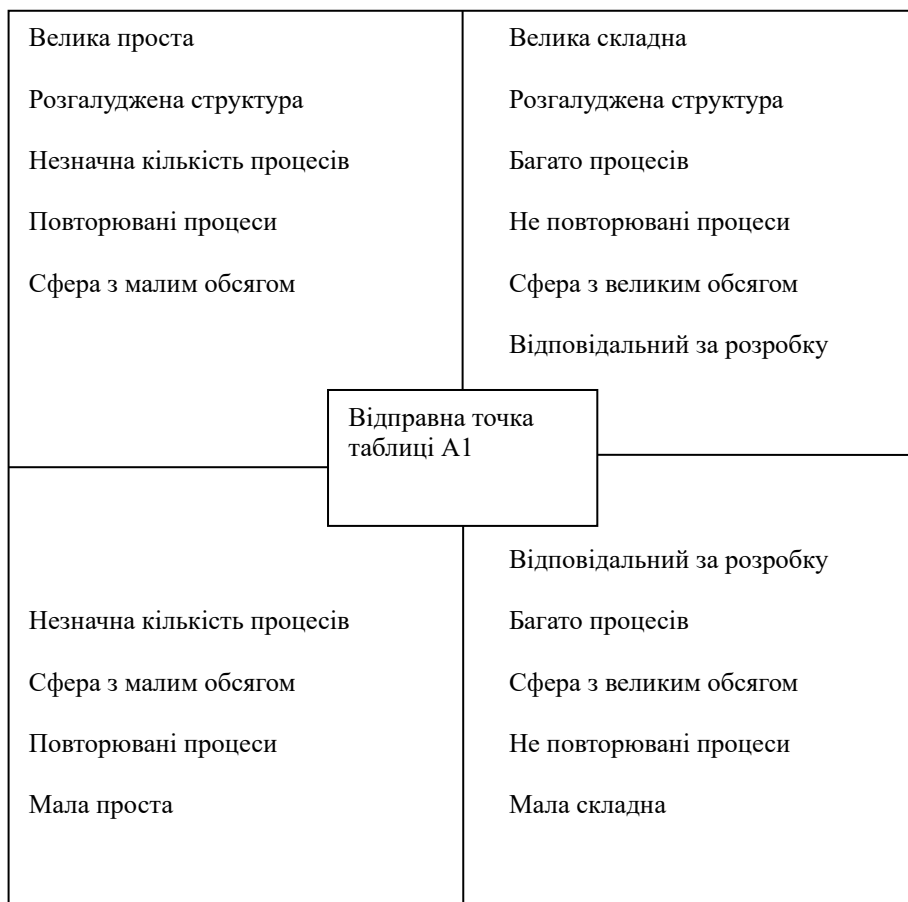 Велика проста
Розгалуджена структура
Незначна кількість процесів
Повторювані процеси
Сфера з малим обсягом
Велика складна
Розгалуджена структура
Багато процесів
Не повторювані процеси
Сфера з великим обсягом
Відповідальний за розробку
Відправна точка
таблиці А1
Незначна кількість процесів
Сфера з малим обсягом
Повторювані процеси
Мала проста
Відповідальний за розробку
Багато процесів
Сфера з великим обсягом
Не повторювані процеси
Мала складна